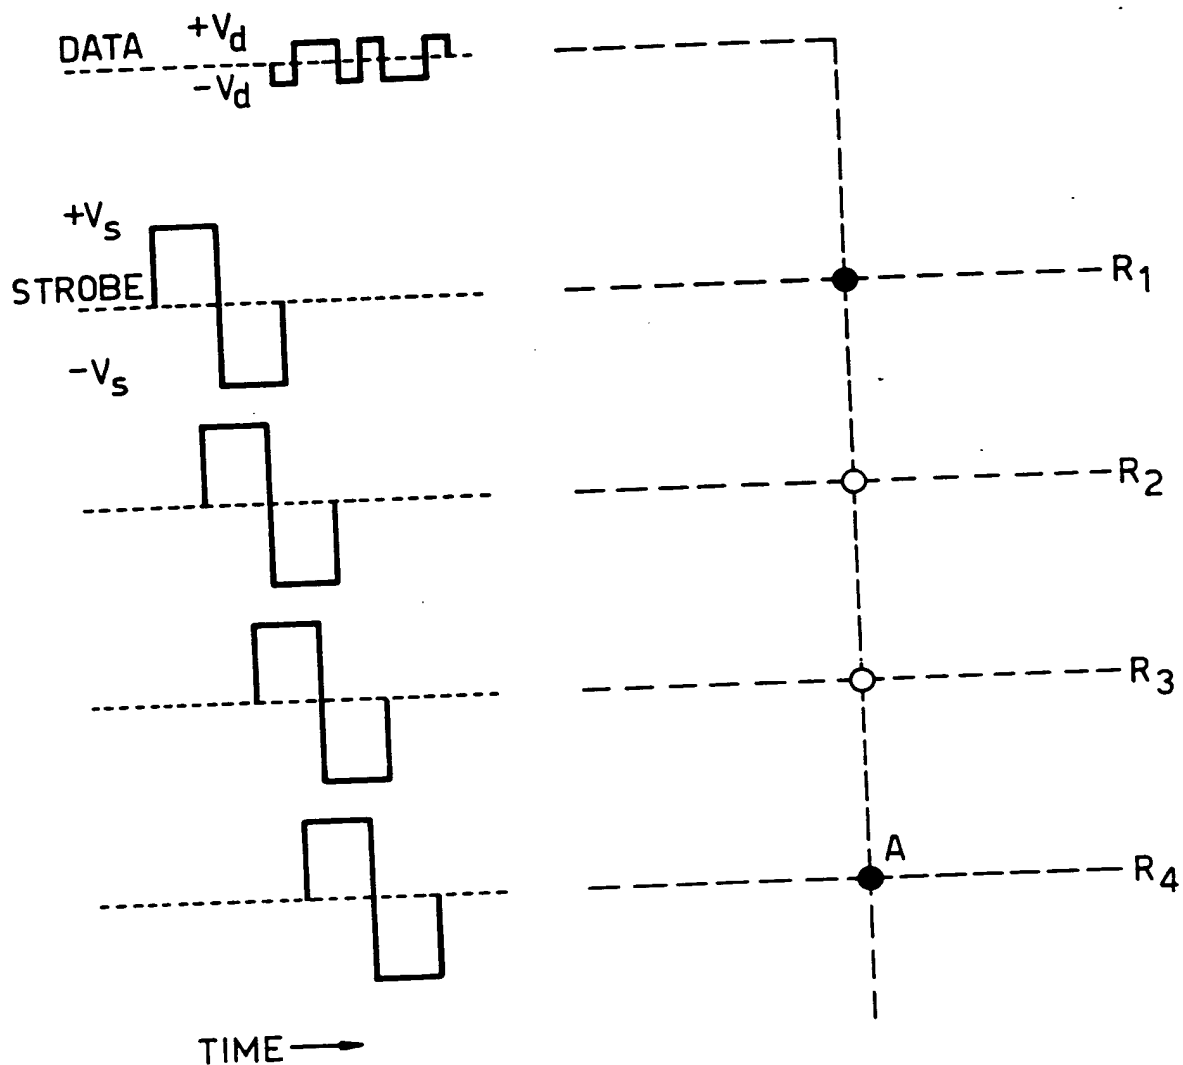 +Vd
DATA
-Vd
+Vs
STROBE
-Vs
R1
R2
R3
A
R4
TIME